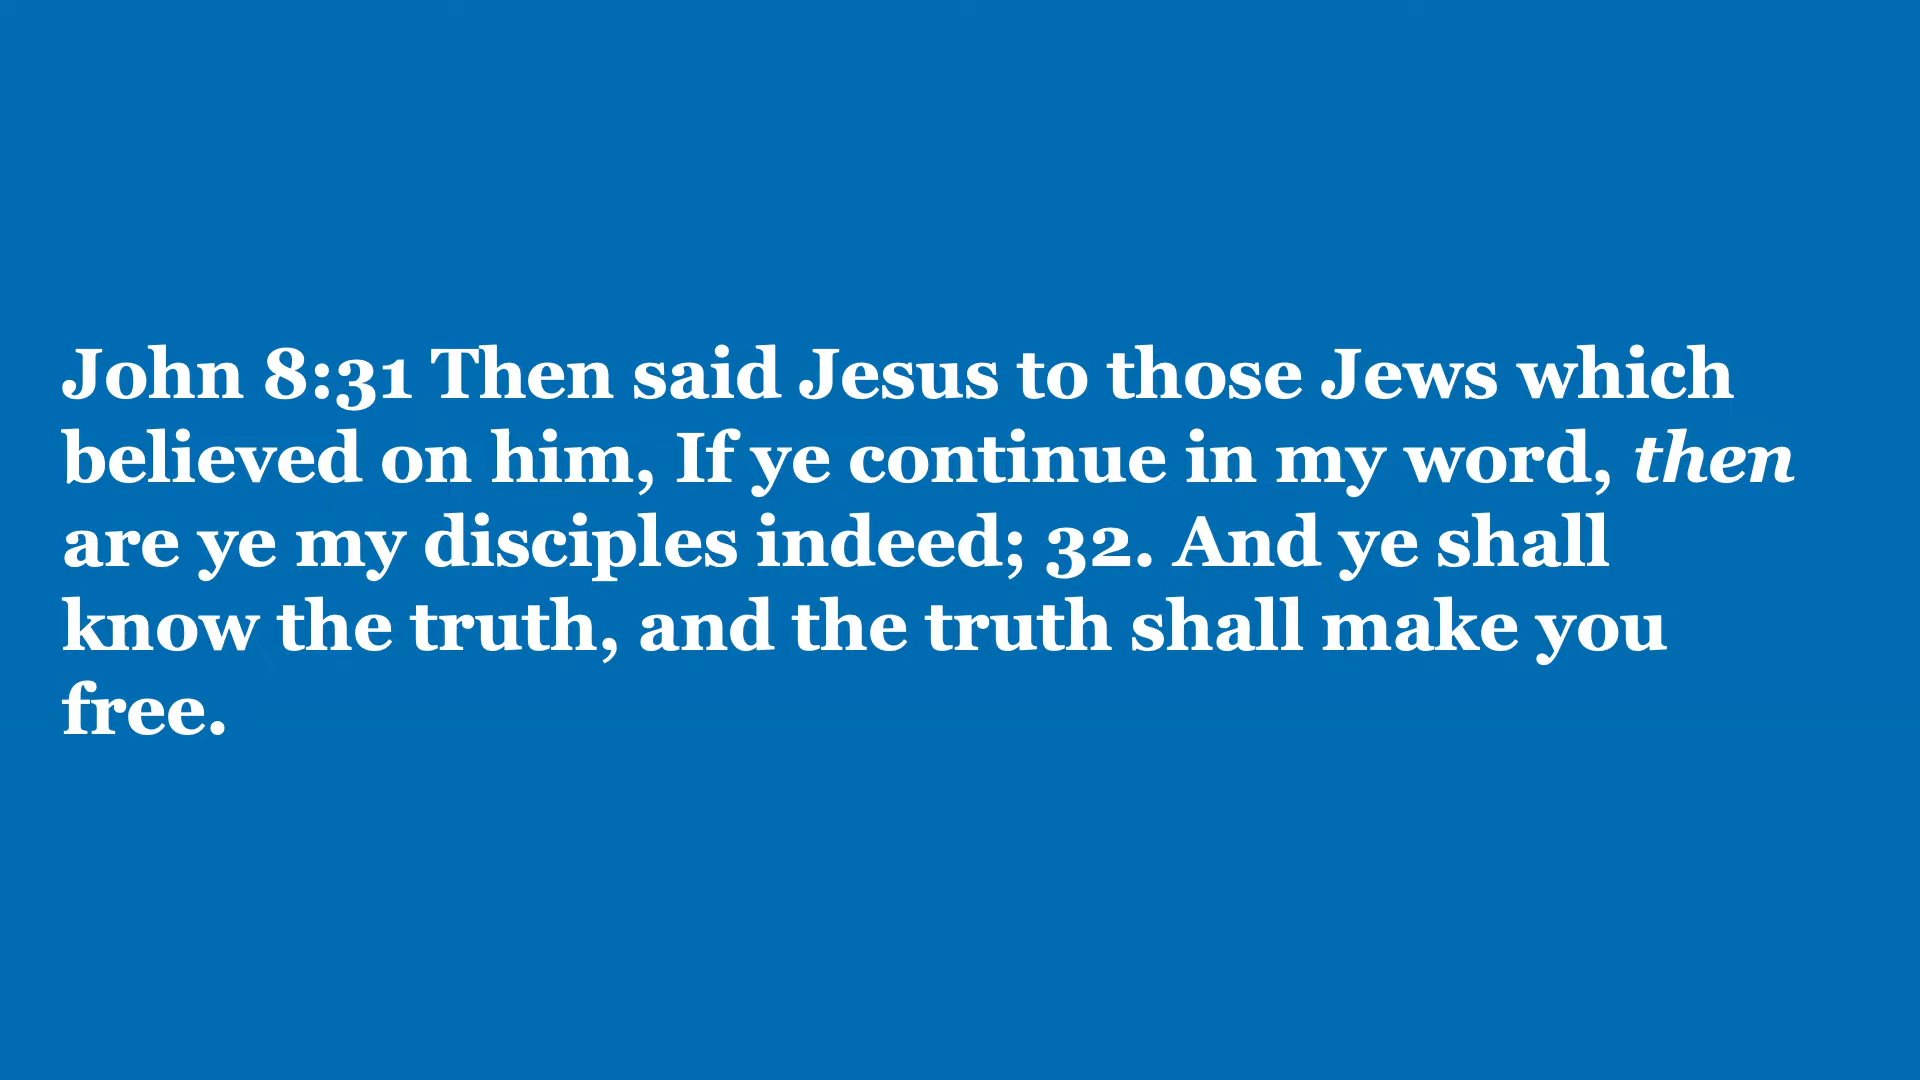 John 8:31 Then said Jesus to those Jews which
believed on him, If ye continue in my word, then
are ye my disciples indeed; 32. And ye shall
know the truth, and the truth shall make you
free.